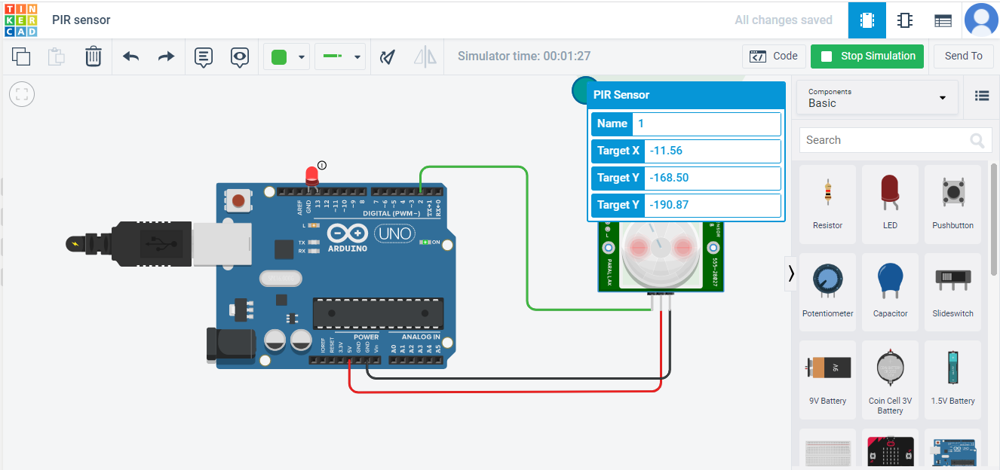 TIN
KER
CAD
PIR sensor
All changes saved
Simulator time: 00:01:27
Code
Stop Simulation
Send To
PIR Sensor
Name 1
Target X -11.56
Target Y -168.50
Target Y -190.87
Components
Basic
Search
Resistor
LED
Pushbutton
Potentiometer
Capacitor
Slideswitch
9V
9V Battery
Coin Cell 3V
Battery
1.5V Battery
AREF
GND
13
12
~11
~10
~9
8
7
~6
~5
4
~3
2
TX→1
RX←0
DIGITAL (PWM~)
L
TX
RX
UNO
ON
ARDUINO
POWER
ANALOG IN
IOREF
RESET
3.3V
5V
GND
GND
Vin
A0
A1
A2
A3
A4
A5
L
PARALLAX
555-28027